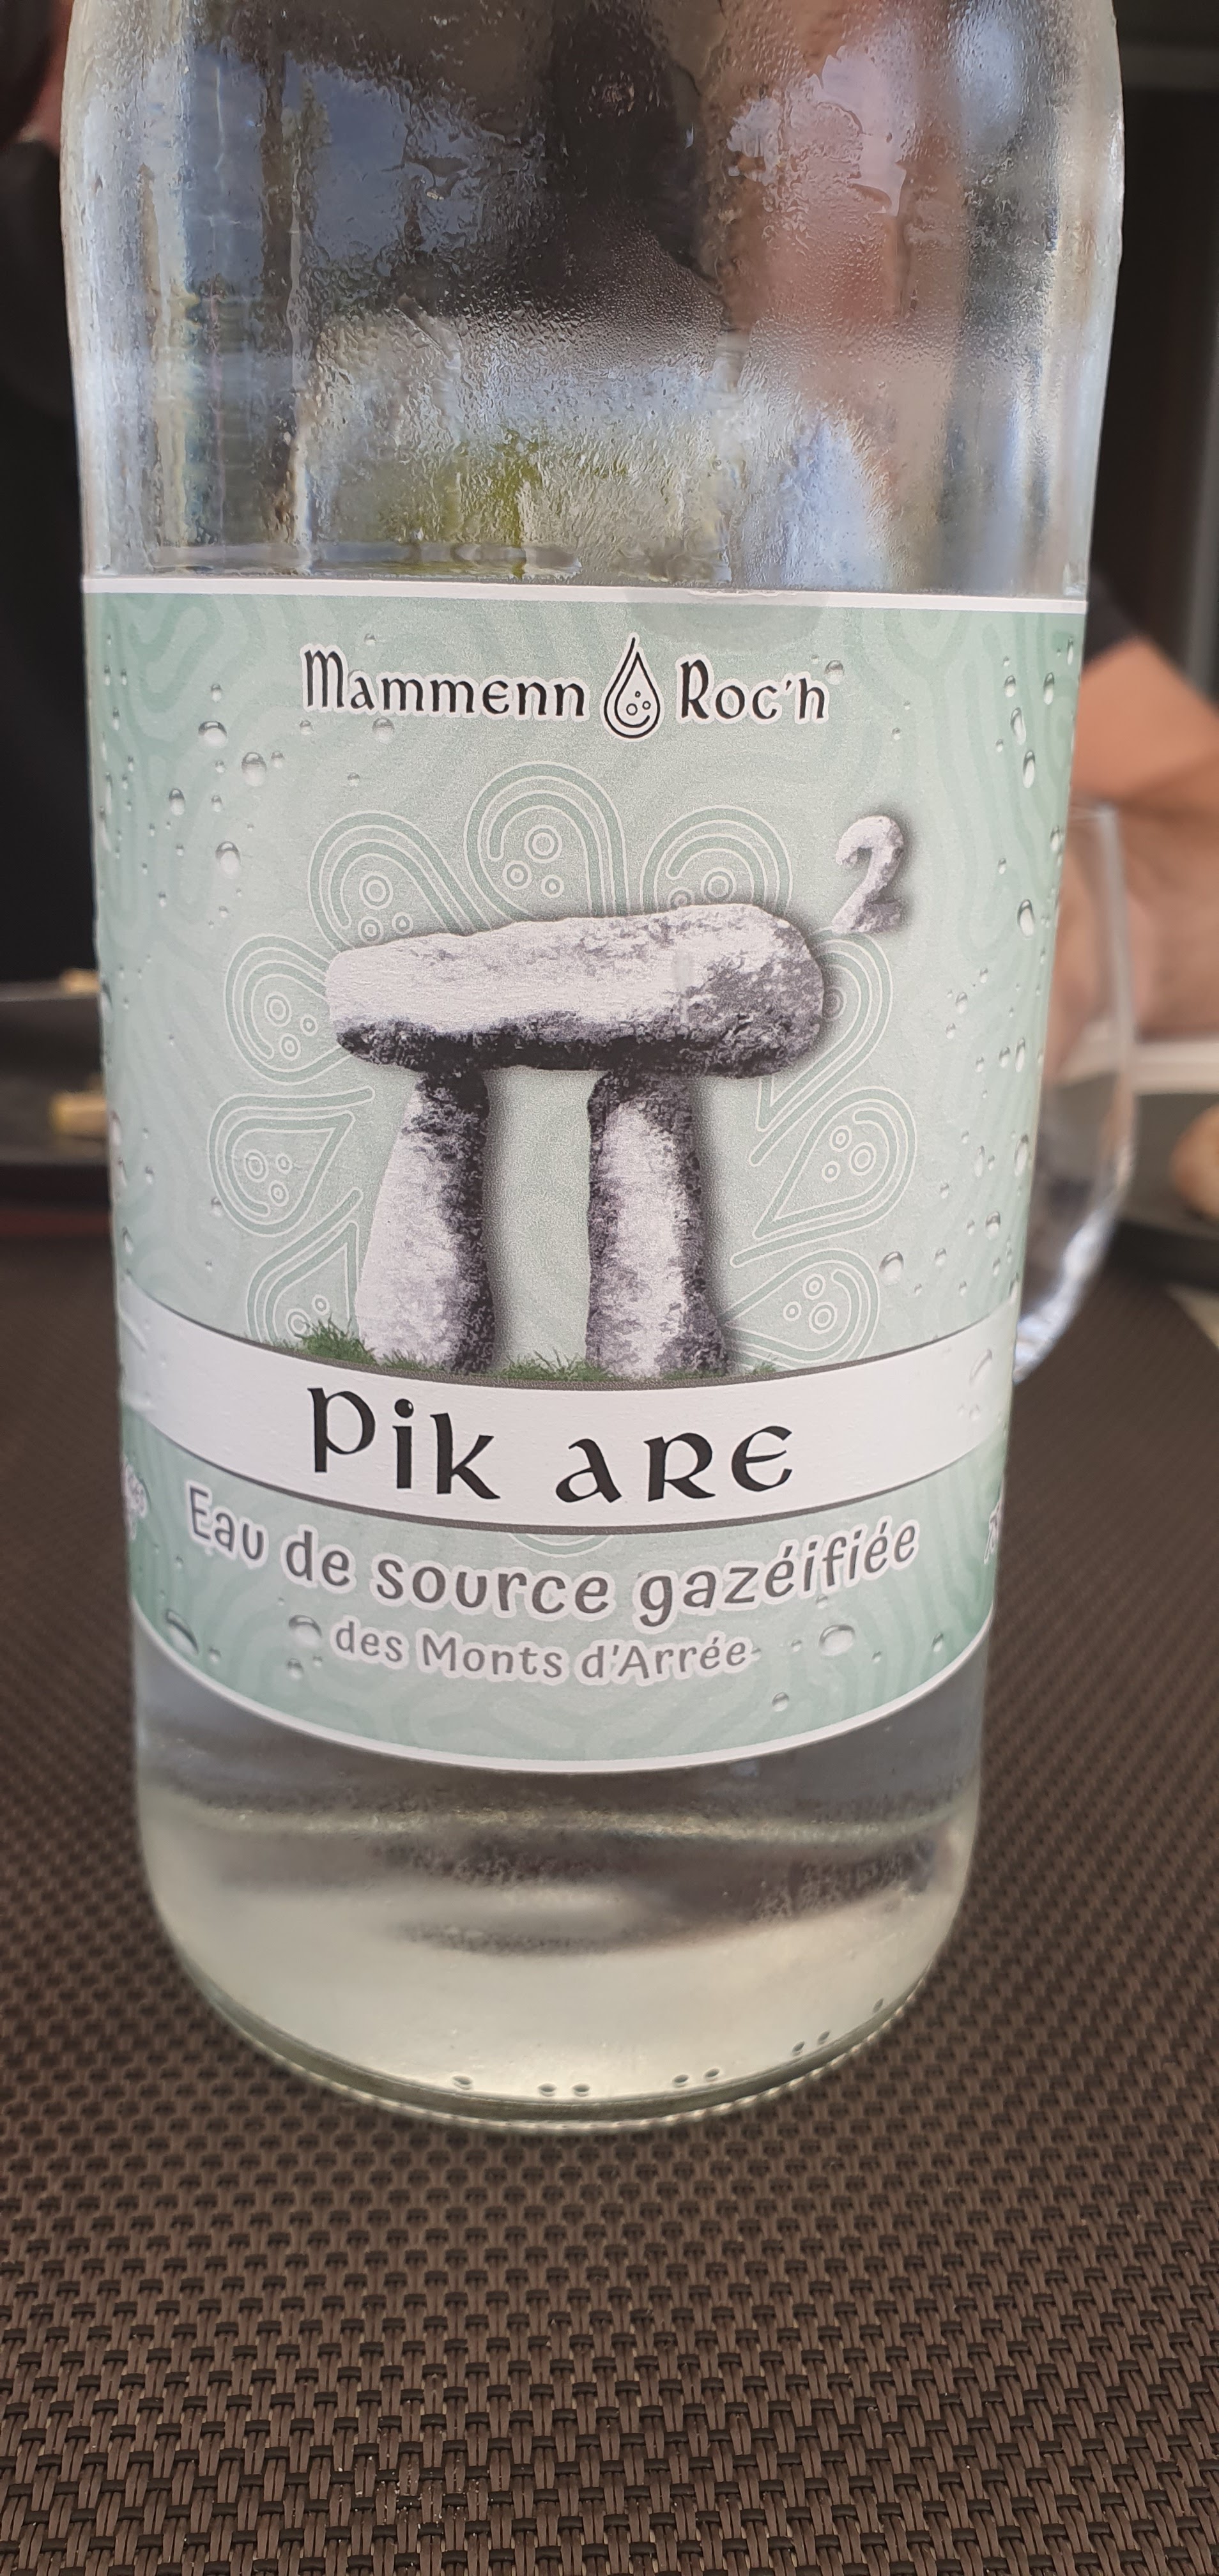 Mammenn Roc'h
2
Pik are
Eau de source gazéifiée
des Monts d'Arrée